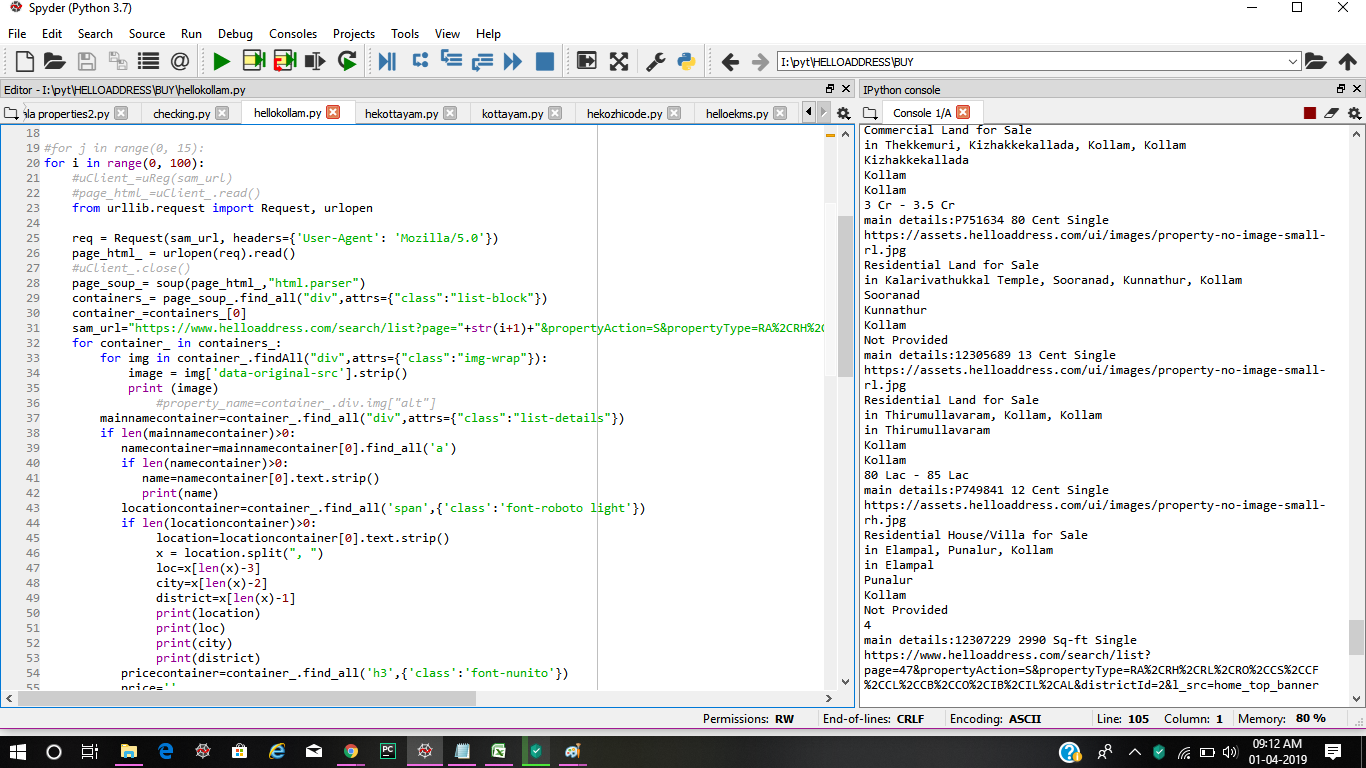 Spyder (Python 3.7)
File Edit Search Source Run Debug Consoles Projects Tools View Help
I:\pyt\HELLOADDRESS\BUY
Editor - I:\pyt\HELLOADDRESS\BUY\hellokollam.py
properties2.py checking.py hellokollam.py hekottayam.py kottayam.py hekozhicode.py helloekms.py
18
19 #for j in range(0, 15):
20 for i in range(0, 100):
21 #uClient_=uReg(sam_url)
22 #page_html_=uClient_.read()
23 from urllib.request import Request, urlopen
24
25 req = Request(sam_url, headers={'User-Agent': 'Mozilla/5.0'})
26 page_html_ = urlopen(req).read()
27 #uClient_.close()
28 page_soup_= soup(page_html_,"html.parser")
29 containers_= page_soup_.find_all("div",attrs={"class":"list-block"})
30 container_=containers_[0]
31 sam_url="https://www.helloaddress.com/search/list?page="+str(i+1)+"&propertyAction=S&propertyType=RA%2CRH%2C
32 for container_ in containers_:
33 for img in container_.findAll("div",attrs={"class":"img-wrap"}):
34 image = img['data-original-src'].strip()
35 print (image)
36 #property_name=container_.div.img["alt"]
37 mainnamecontainer=container_.find_all("div",attrs={"class":"list-details"})
38 if len(mainnamecontainer)>0:
39 namecontainer=mainnamecontainer[0].find_all('a')
40 if len(namecontainer)>0:
41 name=namecontainer[0].text.strip()
42 print(name)
43 locationcontainer=container_.find_all('span',{'class':'font-roboto light'})
44 if len(locationcontainer)>0:
45 location=locationcontainer[0].text.strip()
46 x = location.split(", ")
47 loc=x[len(x)-3]
48 city=x[len(x)-2]
49 district=x[len(x)-1]
50 print(location)
51 print(loc)
52 print(city)
53 print(district)
54 pricecontainer=container_.find_all('h3',{'class':'font-nunito'})
55 price=''
IPython console
Console 1/A
Commercial Land for Sale
in Thekkemuri, Kizhakkekallada, Kollam, Kollam
Kizhakkekallada
Kollam
Kollam
3 Cr - 3.5 Cr
main details:P751634 80 Cent Single
https://assets.helloaddress.com/ui/images/property-no-image-small-
rl.jpg
Residential Land for Sale
in Kalarivathukkal Temple, Sooranad, Kunnathur, Kollam
Sooranad
Kunnathur
Kollam
Not Provided
main details:12305689 13 Cent Single
https://assets.helloaddress.com/ui/images/property-no-image-small-
rl.jpg
Residential Land for Sale
in Thirumullavaram, Kollam, Kollam
in Thirumullavaram
Kollam
Kollam
80 Lac - 85 Lac
main details:P749841 12 Cent Single
https://assets.helloaddress.com/ui/images/property-no-image-small-
rh.jpg
Residential House/Villa for Sale
in Elampal, Punalur, Kollam
in Elampal
Punalur
Kollam
Not Provided
4
main details:12307229 2990 Sq-ft Single
https://www.helloaddress.com/search/list?
page=47&propertyAction=S&propertyType=RA%2CRH%2CRL%2CRO%2CCS%2CCF
%2CCL%2CCB%2CCO%2CIB%2CIL%2CAL&districtId=2&l_src=home_top_banner
Permissions: RW End-of-lines: CRLF Encoding: ASCII Line: 105 Column: 1 Memory: 80 %
PC
09:12 AM
01-04-2019